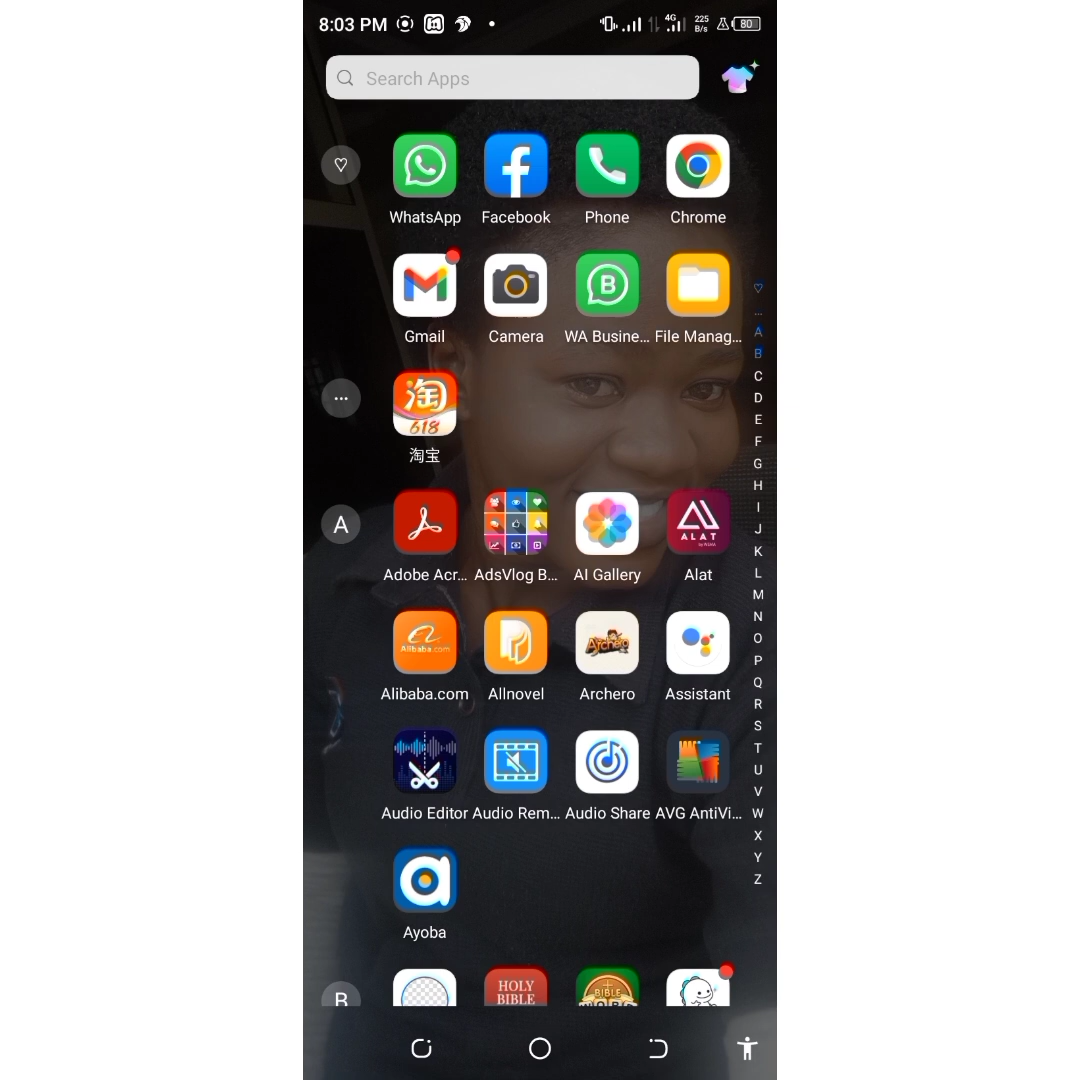 8:03 PM 4G 225 B/s 80
Search Apps
WhatsApp Facebook Phone Chrome
B
Gmail Camera WA Busine... File Manag...
...
淘
618
淘宝
A
ALAT
Adobe Acr... AdsVlog B... AI Gallery Alat
Alibaba.com
Archero
Alibaba.com Allnovel Archero Assistant
Audio Editor Audio Rem... Audio Share AVG AntiVi...
a
Ayoba
B
HOLY BIBLE
BIBLE
WORD
...
A
B
C
D
E
F
G
H
I
J
K
L
M
N
O
P
Q
R
S
T
U
V
W
X
Y
Z